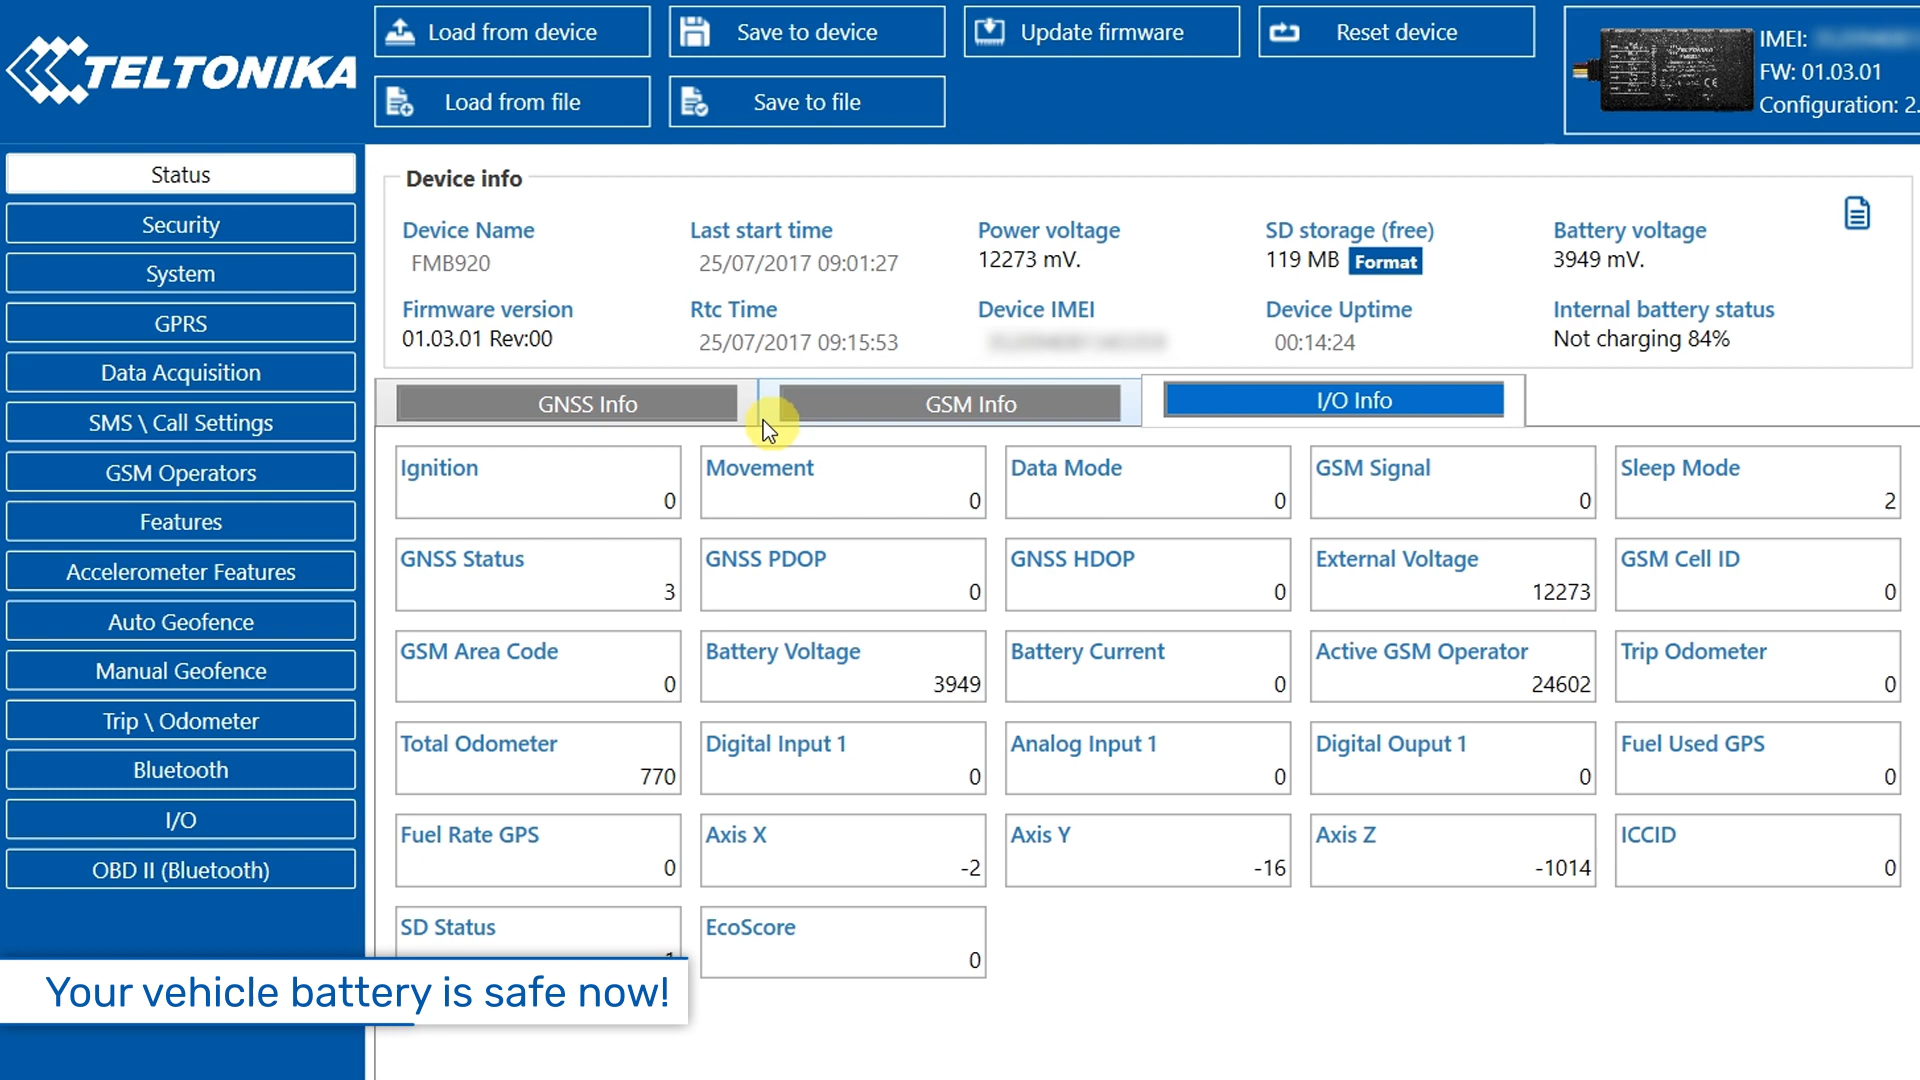 TELTONIKA
Load from device
Save to device
Update firmware
Reset device
Load from file
Save to file
IMEI:
FW: 01.03.01
Configuration: 2.
Status
Security
System
GPRS
Data Acquisition
SMS \ Call Settings
GSM Operators
Features
Accelerometer Features
Auto Geofence
Manual Geofence
Trip \ Odometer
Bluetooth
I/O
OBD II (Bluetooth)
Device info
Device Name
FMB920
Last start time
25/07/2017 09:01:27
Power voltage
12273 mV.
SD storage (free)
119 MB Format
Battery voltage
3949 mV.
Firmware version
01.03.01 Rev:00
Rtc Time
25/07/2017 09:15:53
Device IMEI
Device Uptime
00:14:24
Internal battery status
Not charging 84%
GNSS Info
GSM Info
I/O Info
Ignition
0
Movement
0
Data Mode
0
GSM Signal
0
Sleep Mode
2
GNSS Status
3
GNSS PDOP
0
GNSS HDOP
0
External Voltage
12273
GSM Cell ID
0
GSM Area Code
0
Battery Voltage
3949
Battery Current
0
Active GSM Operator
24602
Trip Odometer
0
Total Odometer
770
Digital Input 1
0
Analog Input 1
0
Digital Ouput 1
0
Fuel Used GPS
0
Fuel Rate GPS
0
Axis X
-2
Axis Y
-16
Axis Z
-1014
ICCID
0
SD Status
EcoScore
0
Your vehicle battery is safe now!